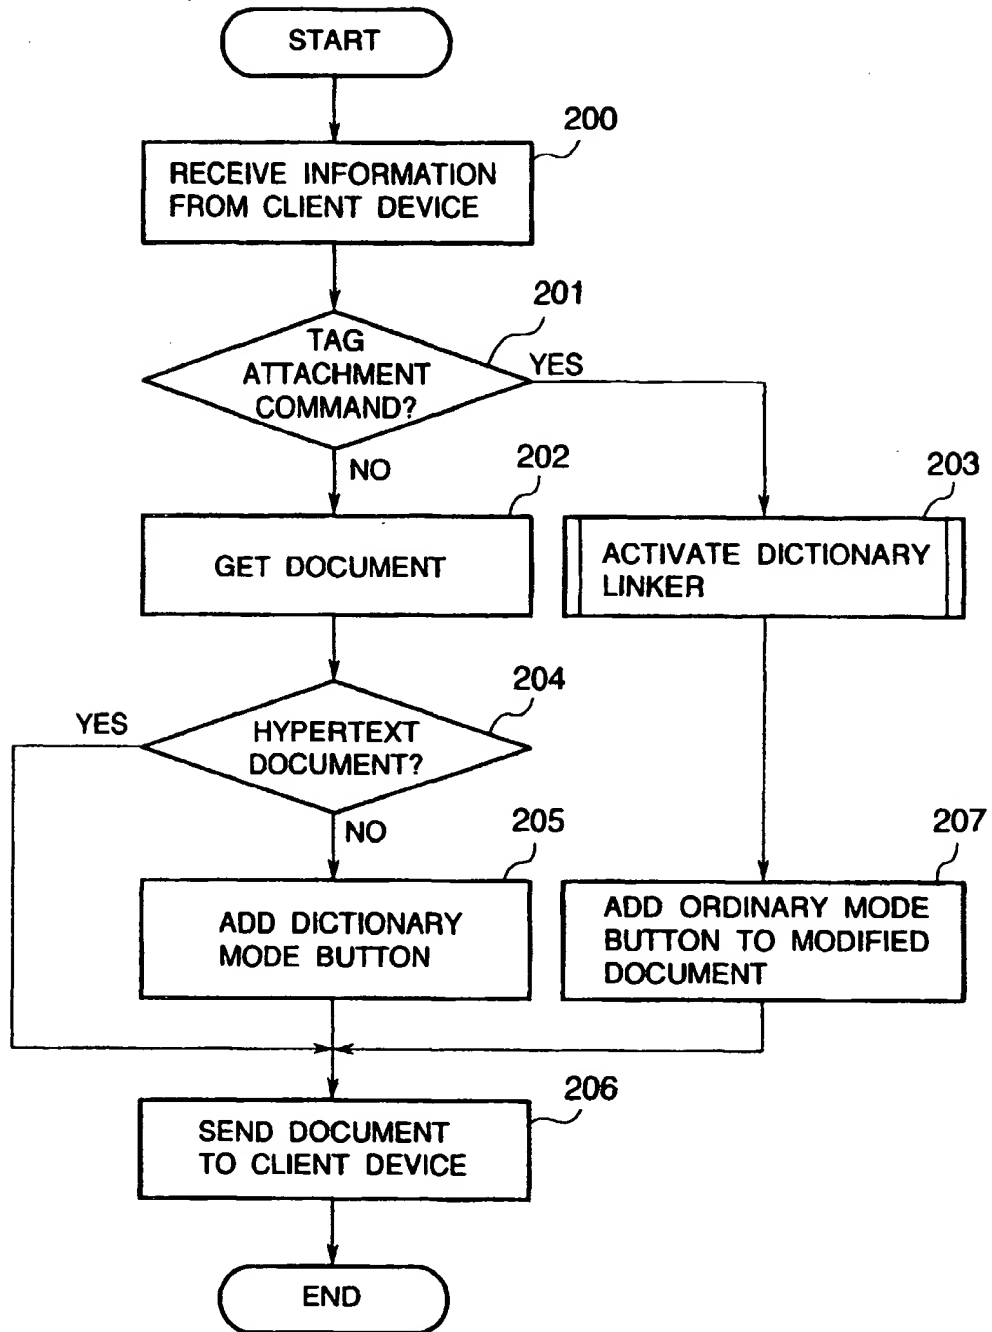 START
200
RECEIVE INFORMATION
FROM CLIENT DEVICE
201
TAG
ATTACHMENT
COMMAND?
YES
NO
202
203
GET DOCUMENT
ACTIVATE DICTIONARY
LINKER
204
YES
HYPERTEXT
DOCUMENT?
NO
205
207
ADD DICTIONARY
MODE BUTTON
ADD ORDINARY MODE
BUTTON TO MODIFIED
DOCUMENT
206
SEND DOCUMENT
TO CLIENT DEVICE
END